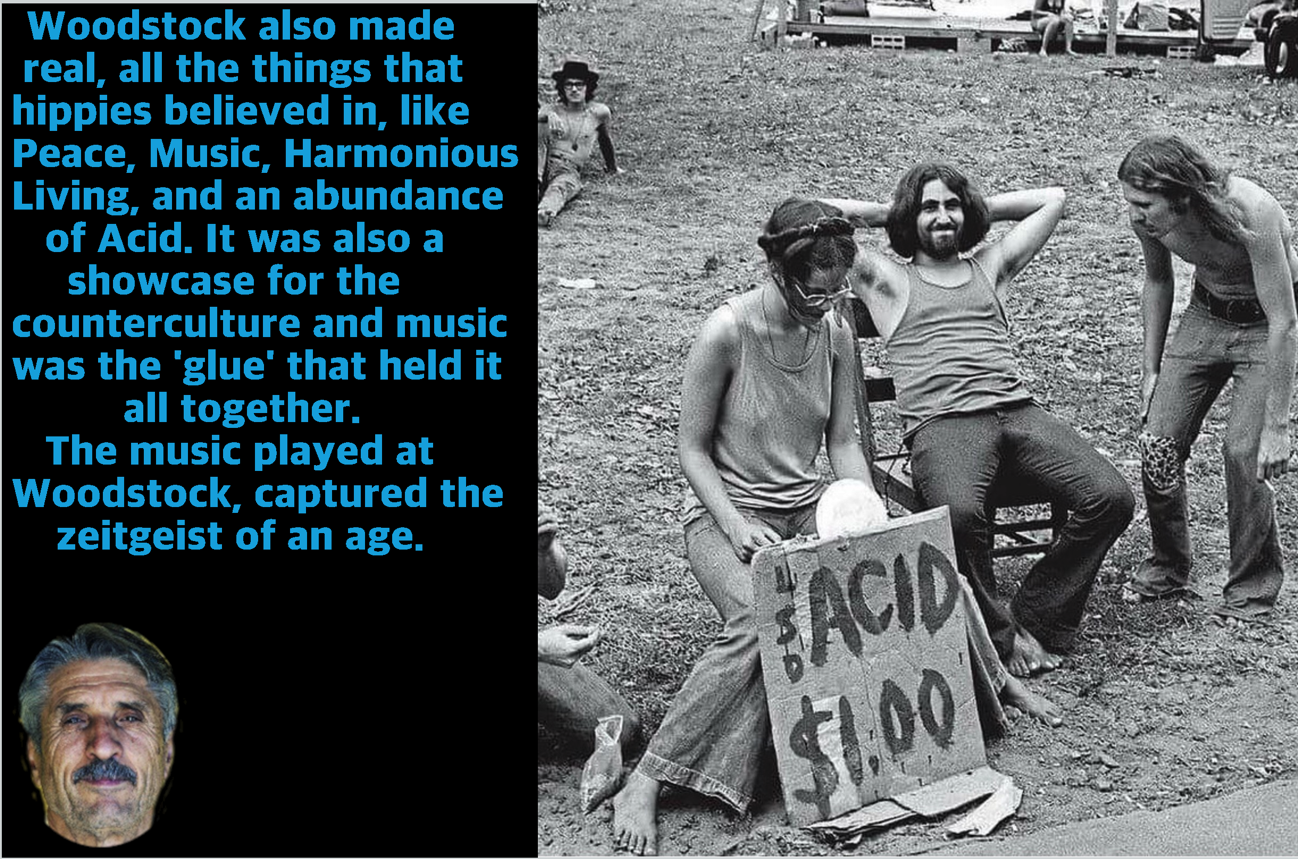 Woodstock also made
real, all the things that
hippies believed in, like
Peace, Music, Harmonious
Living, and an abundance
of Acid. It was also a
showcase for the
counterculture and music
was the 'glue' that held it
all together.
The music played at
Woodstock, captured the
zeitgeist of an age.
ACID
$1.00